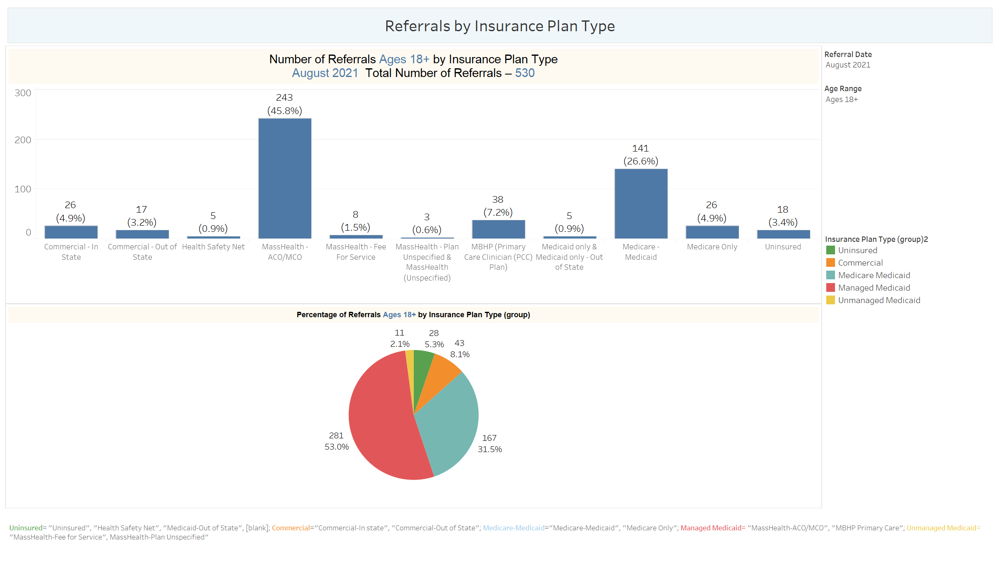 Referrals by Insurance Plan Type
Number of Referrals Ages 18+ by Insurance Plan Type
August 2021 Total Number of Referrals – 530
Referral Date
August 2021
Age Range
Ages 18+
300
200
100
0
26
(4.9%)
17
(3.2%)
5
(0.9%)
243
(45.8%)
8
(1.5%)
3
(0.6%)
38
(7.2%)
5
(0.9%)
141
(26.6%)
26
(4.9%)
18
(3.4%)
Commercial - In
State
Commercial - Out of
State
Health Safety Net
MassHealth -
ACO/MCO
MassHealth - Fee
For Service
MassHealth - Plan
Unspecified &
MassHealth
(Unspecified)
MBHP (Primary
Care Clinician (PCC)
Plan)
Medicaid only &
Medicaid only - Out
of State
Medicare -
Medicaid
Medicare Only
Uninsured
Insurance Plan Type (group)2
Uninsured
Commercial
Medicare Medicaid
Managed Medicaid
Unmanaged Medicaid
Percentage of Referrals Ages 18+ by Insurance Plan Type (group)
11
2.1%
28
5.3%
43
8.1%
281
53.0%
167
31.5%
Uninsured= "Uninsured", "Health Safety Net", "Medicaid-Out of State", [blank]; Commercial="Commercial-In state", "Commercial-Out of State"; Medicare-Medicaid="Medicare-Medicaid", "Medicare Only"; Managed Medicaid= "MassHealth-ACO/MCO", "MBHP Primary Care"; Unmanaged Medicaid=
"MassHealth-Fee for Service", MassHealth-Plan Unspecified"